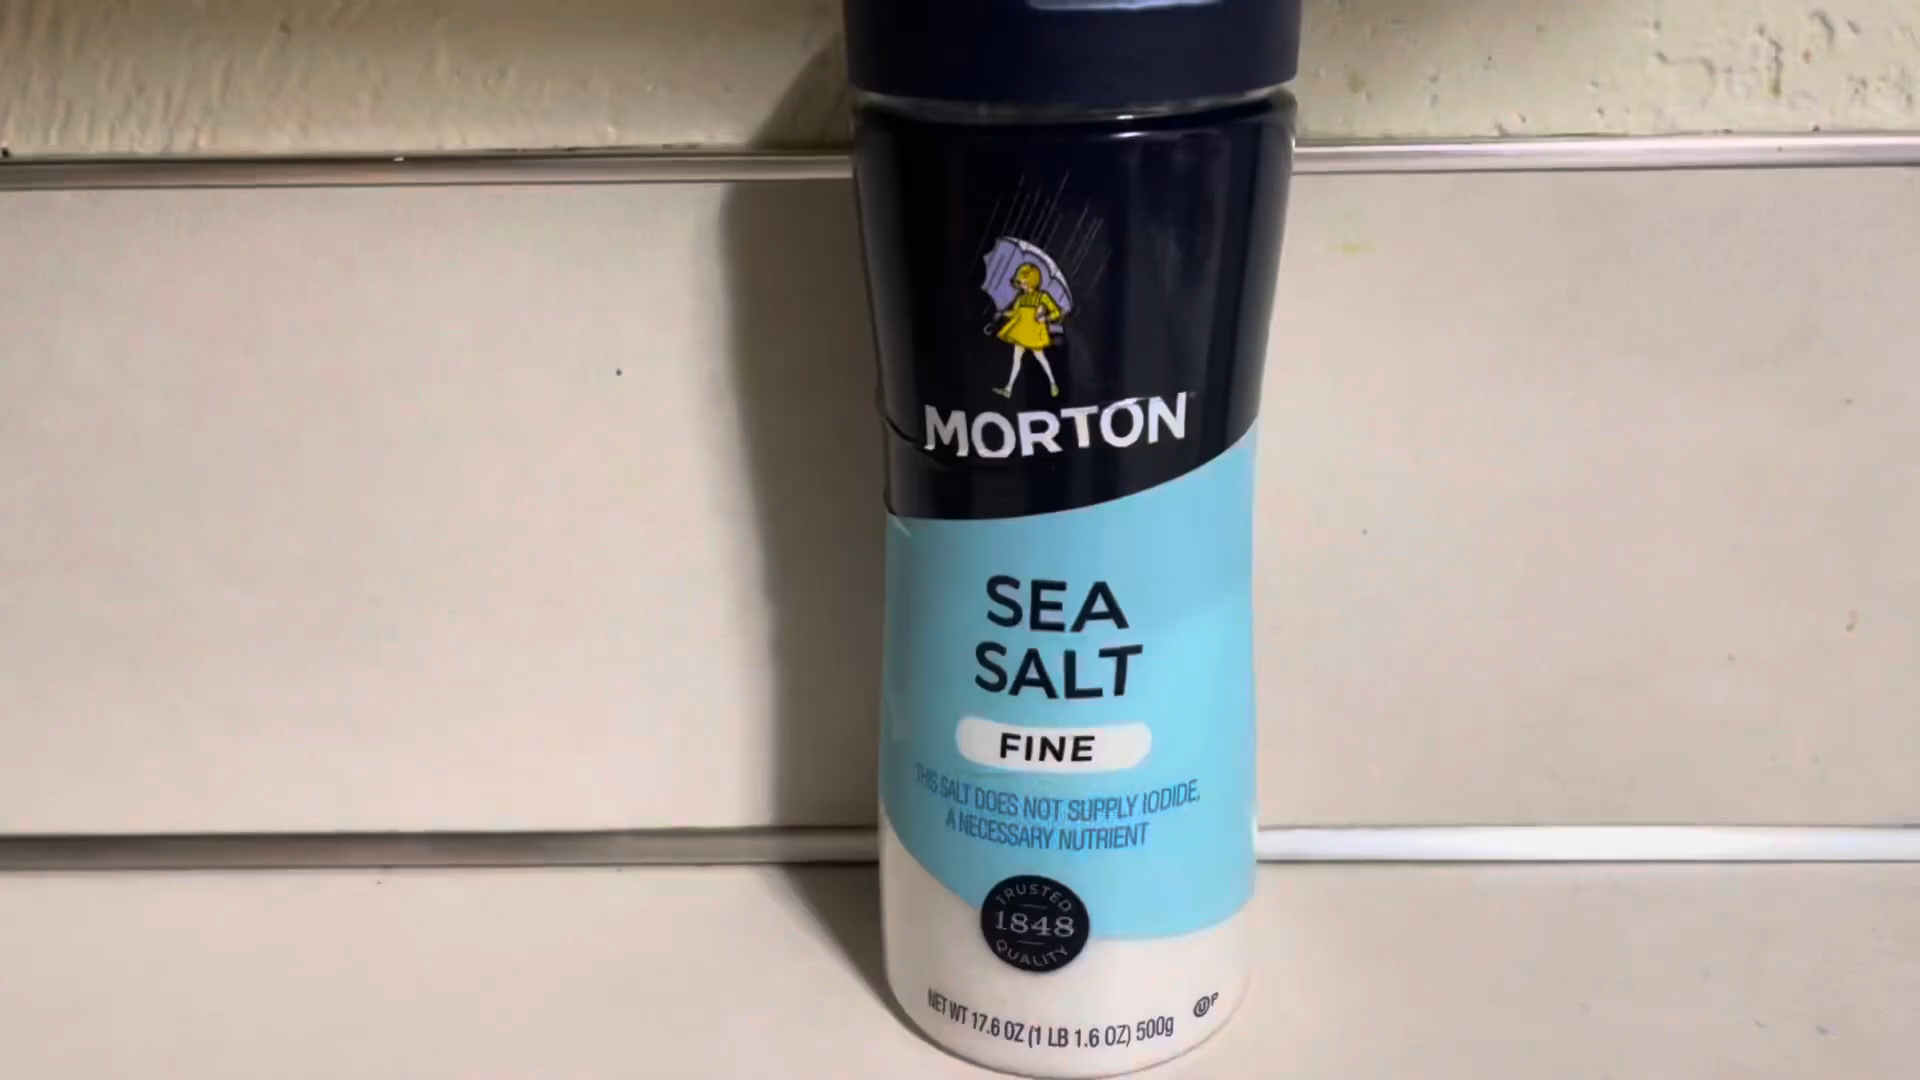 MORTON
SEA
SALT
FINE
THIS SALT DOES NOT SUPPLY IODIDE,
A NECESSARY NUTRIENT
TRUSTED
1848
QUALITY
NET WT 17.6 OZ (1 LB 1.6 OZ) 500g
U P